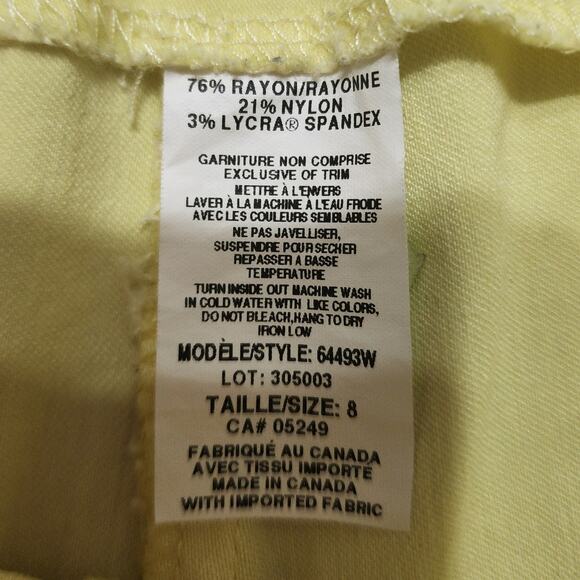 76% RAYON/RAYONNE
21% NYLON
3% LYCRA® SPANDEX
GARNITURE NON COMPRISE
EXCLUSIVE OF TRIM
METTRE À L'ENVERS
LAVER À LA MACHINE À L'EAU FROIDE
AVEC LES COULEURS SEMBLABLES
NE PAS JAVELLISER,
SUSPENDRE POUR SECHER
REPASSER A BASSE
TEMPERATURE
TURN INSIDE OUT MACHINE WASH
IN COLD WATER WITH LIKE COLORS,
DO NOT BLEACH,HANG TO DRY
IRON LOW
MODÈLE/STYLE: 64493W
LOT: 305003
TAILLE/SIZE: 8
CA# 05249
FABRIQUÉ AU CANADA
AVEC TISSU IMPORTÉ
MADE IN CANADA
WITH IMPORTED FABRIC